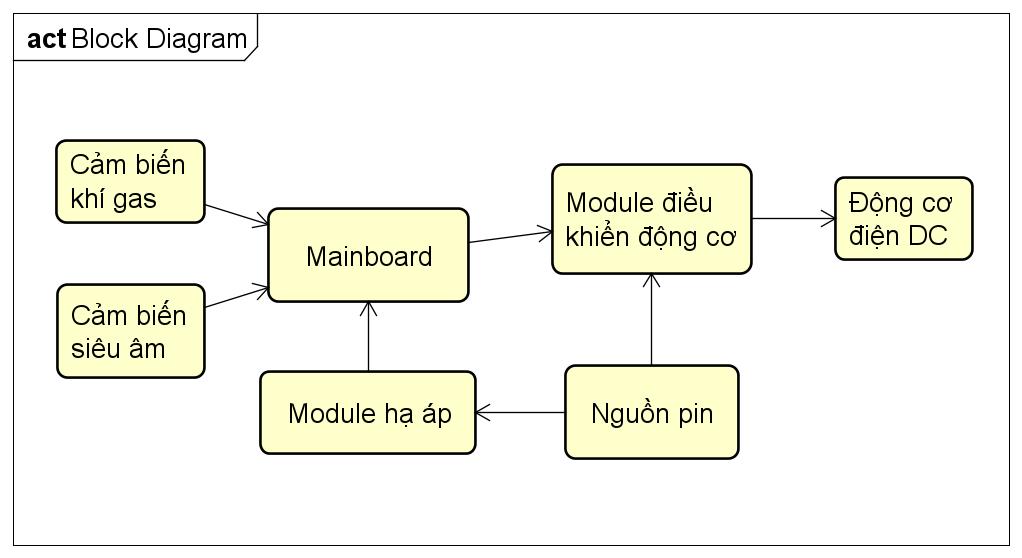 act Block Diagram
Cảm biến
khí gas
Cảm biến
siêu âm
Mainboard
Module điều
khiển động cơ
Động cơ
điện DC
Module hạ áp
Nguồn pin